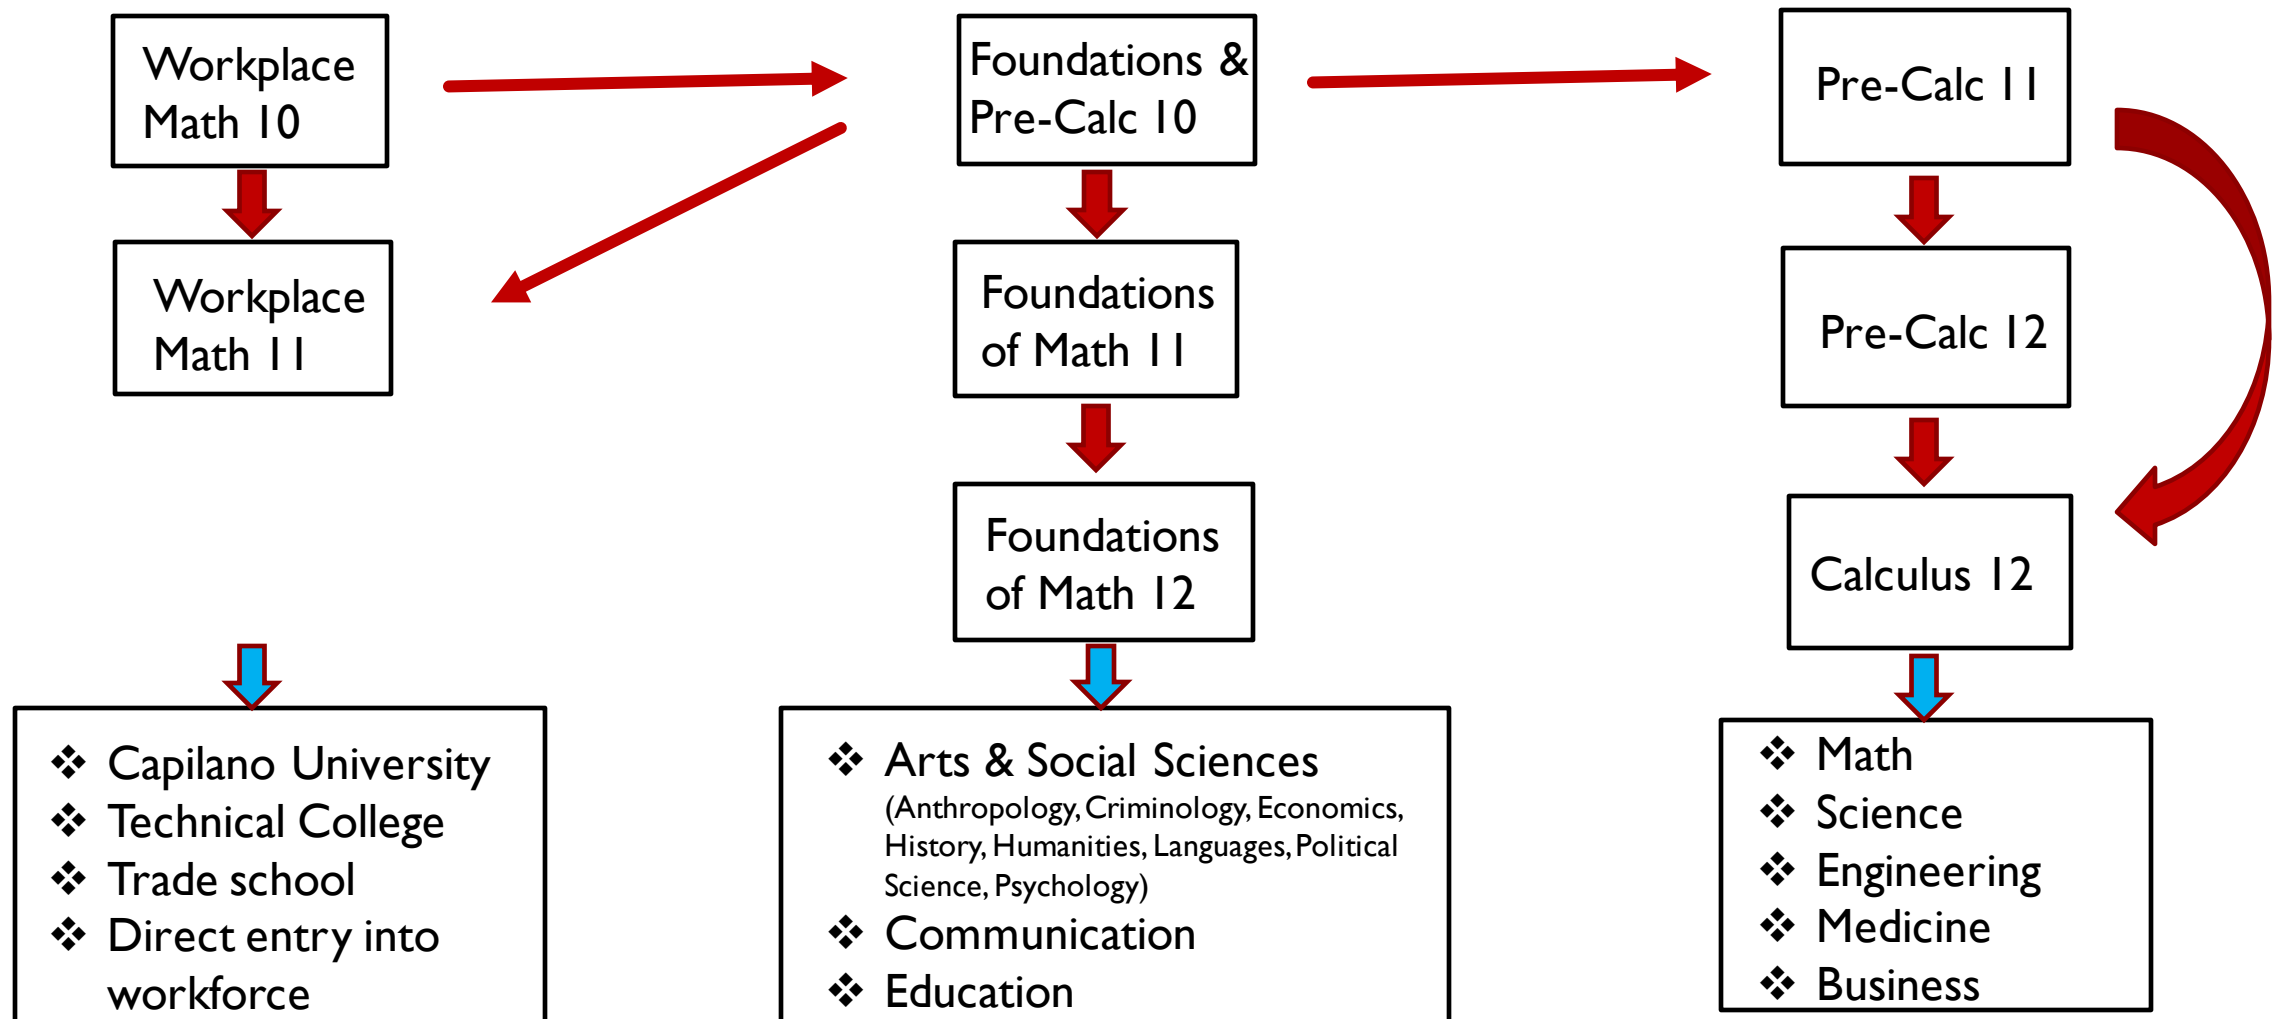 Workplace
Math 10
Foundations &
Pre-Calc 10
Pre-Calc 11
Workplace
Math 11
Foundations
of Math 11
Pre-Calc 12
Foundations
of Math 12
Calculus 12
❖ Capilano University
❖ Technical College
❖ Trade school
❖ Direct entry into
workforce
❖ Arts & Social Sciences
(Anthropology, Criminology, Economics,
History, Humanities, Languages, Political
Science, Psychology)
❖ Communication
❖ Education
❖ Math
❖ Science
❖ Engineering
❖ Medicine
❖ Business